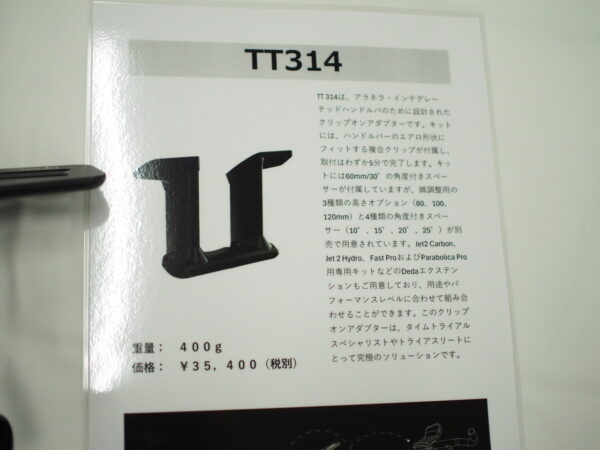 TT314
TT 314は、アラネラ・インテグレー
テッドハンドルバのために設計された
クリップオンアダプターです。キット
には、ハンドルバーのエアロ形状に
フィットする複合クリップが付属し、
取付はわずか5分で完了します。キッ
トには60mm/30°の角度付きスペー
サーが付属していますが、微調整用の
3種類の高さオプション（80、100、
120mm）と4種類の角度付きスペー
サー（10°、15°、20°、25°）が別
売で用意されています。Jet2 Carbon、
Jet 2 Hydro、Fast ProおよびParabolica Pro
用専用キットなどのDedaエクステン
ションもご用意しており、用途やパ
フォーマンスレベルに合わせて組み合
わせることができます。このクリップ
オンアダプターは、タイムトライアル
スペシャリストやトライアスリートに
とって究極のソリューションです。
重量： ４００ｇ
価格： ￥３５，４００（税別）